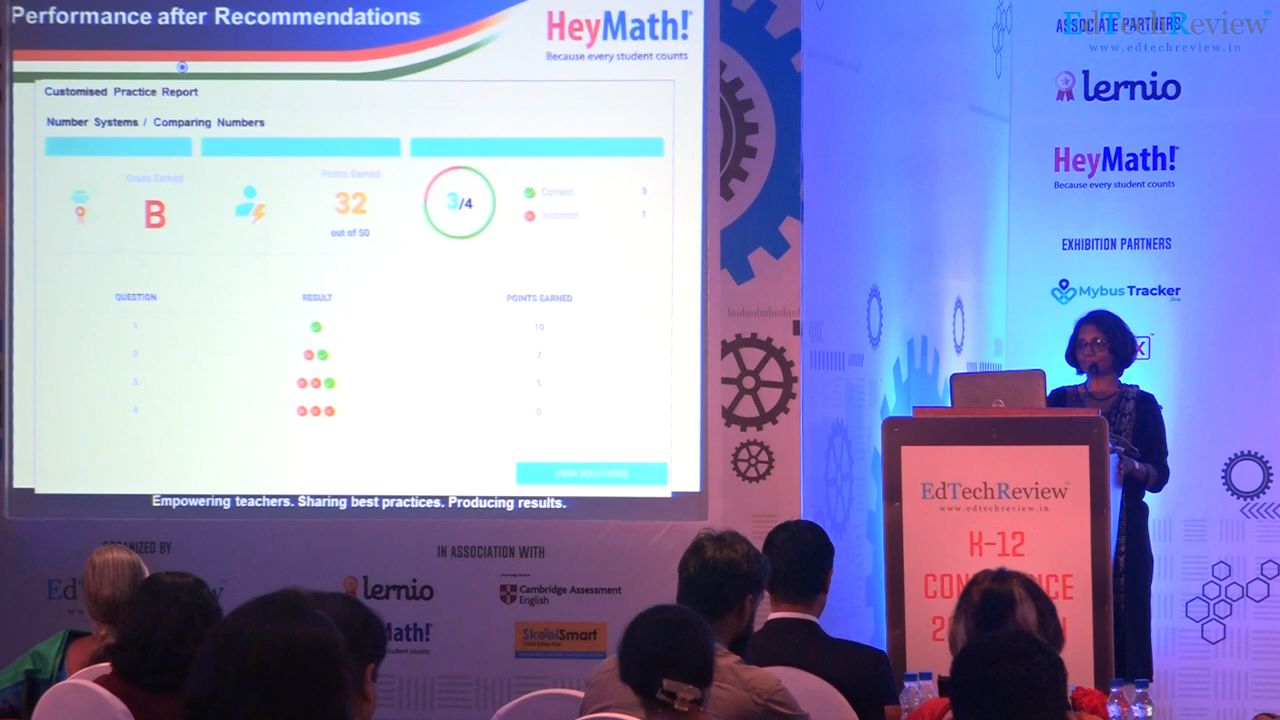 Performance after Recommendations
HeyMath!
Because every student counts
Customised Practice Report
Number Systems / Comparing Numbers
Grade Earned
B
Points Earned
32
out of 50
3/4
Correct 3
Incorrect 1
QUESTION RESULT POINTS EARNED
1 10
2 7
3 5
4 0
VIEW SOLUTIONS
Empowering teachers. Sharing best practices. Producing results.
ASSOCIATE PARTNERS
EdTechReview
www.edtechreview.in
lernio
HeyMath!
Because every student counts
EXHIBITION PARTNERS
Mybus Tracker
X
EdTechReview
www.edtechreview.in
K-12
ORGANIZED BY
IN ASSOCIATION WITH
lernio
Cambridge Assessment
English
SkoolSmart